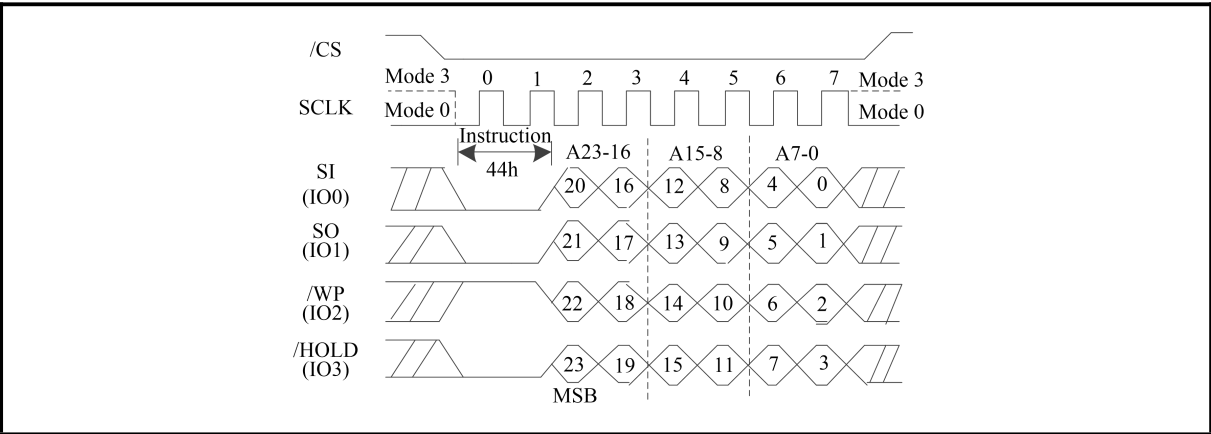 /CS
Mode 3 0 1 2 3 4 5 6 7 Mode 3
SCLK Mode 0 Mode 0
Instruction
44h
A23-16 A15-8 A7-0
SI
(IO0)
20 16 12 8 4 0
SO
(IO1)
21 17 13 9 5 1
/WP
(IO2)
22 18 14 10 6 2
/HOLD
(IO3)
23 19 15 11 7 3
MSB